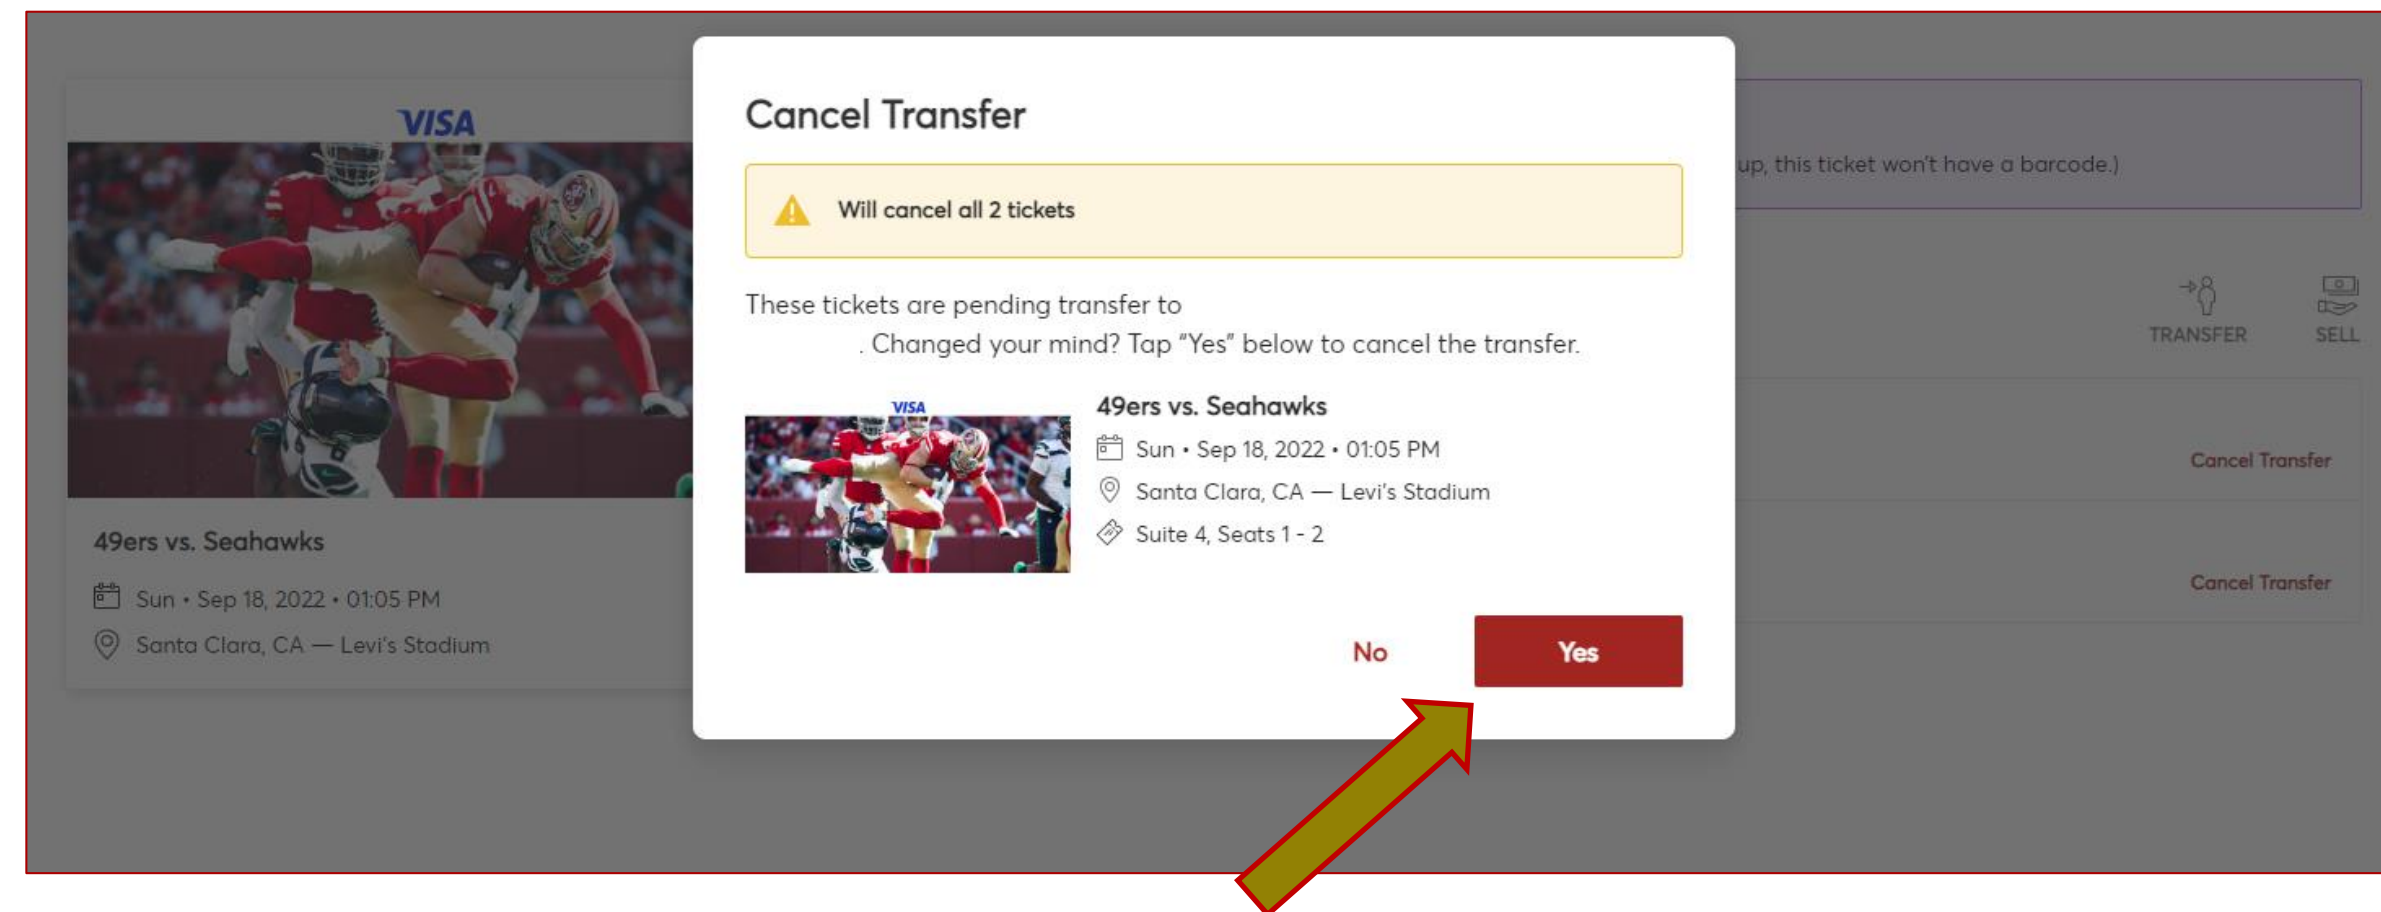 VISA
49ers vs. Seahawks
Sun • Sep 18, 2022 • 01:05 PM
Santa Clara, CA — Levi's Stadium
Cancel Transfer
Will cancel all 2 tickets
These tickets are pending transfer to
. Changed your mind? Tap "Yes" below to cancel the transfer.
VISA
49ers vs. Seahawks
Sun • Sep 18, 2022 • 01:05 PM
Santa Clara, CA — Levi's Stadium
Suite 4, Seats 1 - 2
No
Yes
up, this ticket won't have a barcode.)
TRANSFER
SELL
Cancel Transfer
Cancel Transfer